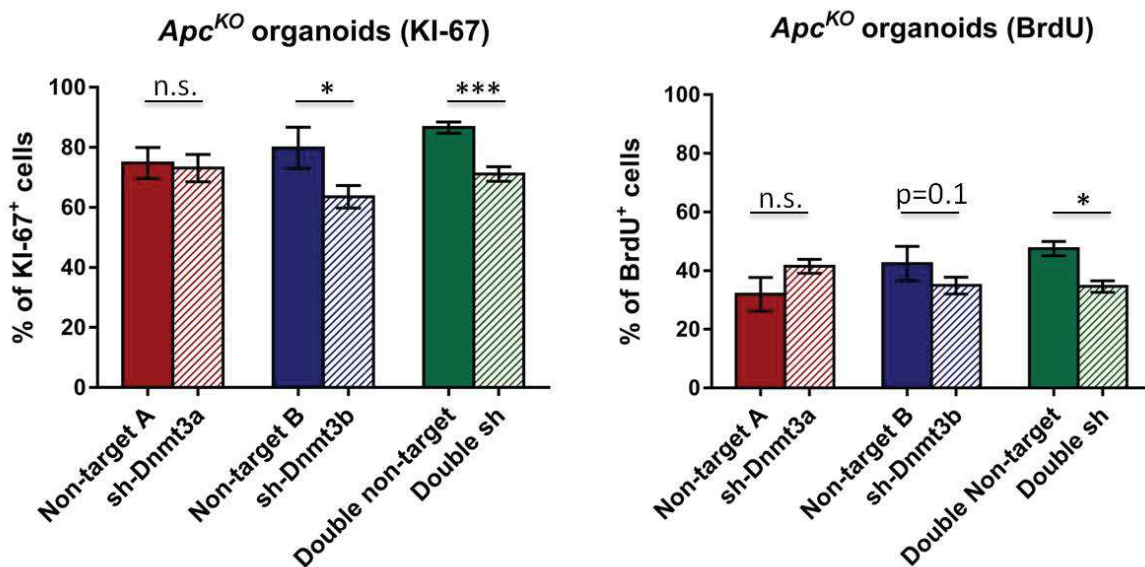 Apc^KO organoids (KI-67)
% of KI-67⁺ cells
100
80
60
40
20
0
n.s.
*
***
Non-target A
sh-Dnmt3a
Non-target B
sh-Dnmt3b
Double non-target
Double sh
Apc^KO organoids (BrdU)
% of BrdU⁺ cells
100
80
60
40
20
0
n.s.
p=0.1
*
Non-target A
sh-Dnmt3a
Non-target B
sh-Dnmt3b
Double Non-target
Double sh